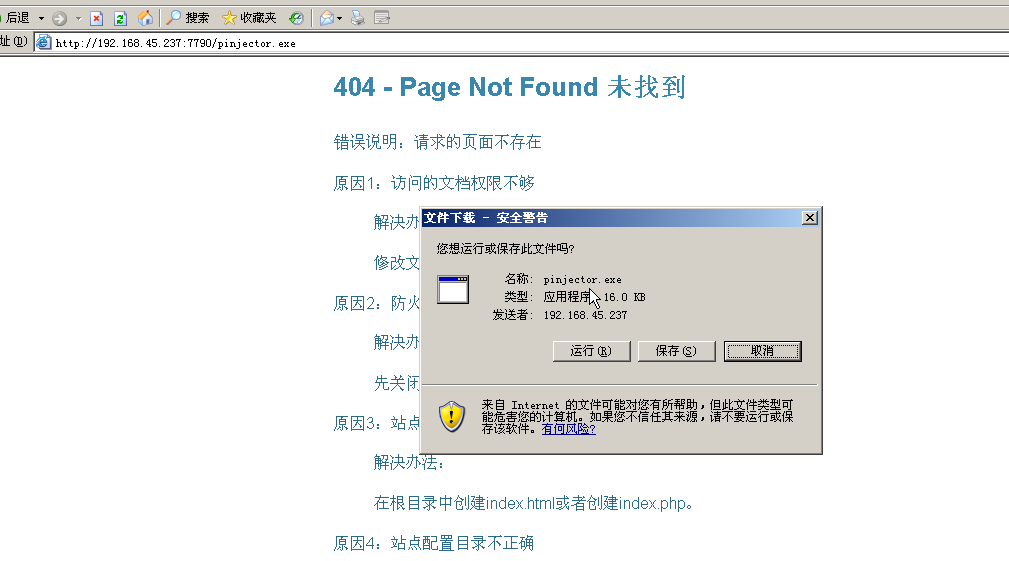 后退 搜索 收藏夹
址(D) http://192.168.45.237:7790/pinjector.exe
404 - Page Not Found 未找到
错误说明：请求的页面不存在
原因1：访问的文档权限不够
解决办
修改文
原因2：防火
解决办
先关闭
原因3：站点
解决办法：
在根目录中创建index.html或者创建index.php。
原因4：站点配置目录不正确
文件下载 - 安全警告
您想运行或保存此文件吗?
名称: pinjector.exe
类型: 应用程序, 16.0 KB
发送者: 192.168.45.237
运行(R) 保存(S) 取消
来自 Internet 的文件可能对您有所帮助，但此文件类型可
能危害您的计算机。如果您不信任其来源，请不要运行或保
存该软件。有何风险?